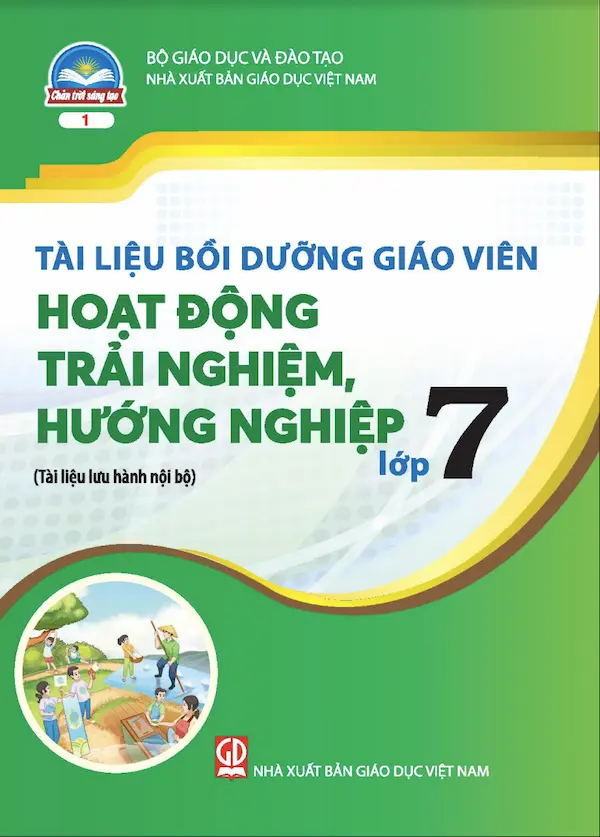 BỘ GIÁO DỤC VÀ ĐÀO TẠO
NHÀ XUẤT BẢN GIÁO DỤC VIỆT NAM
Chân trời sáng tạo
1
TÀI LIỆU BỒI DƯỠNG GIÁO VIÊN
HOẠT ĐỘNG
TRẢI NGHIỆM,
HƯỚNG NGHIỆP
lớp 7
(Tài liệu lưu hành nội bộ)
GD
NHÀ XUẤT BẢN GIÁO DỤC VIỆT NAM